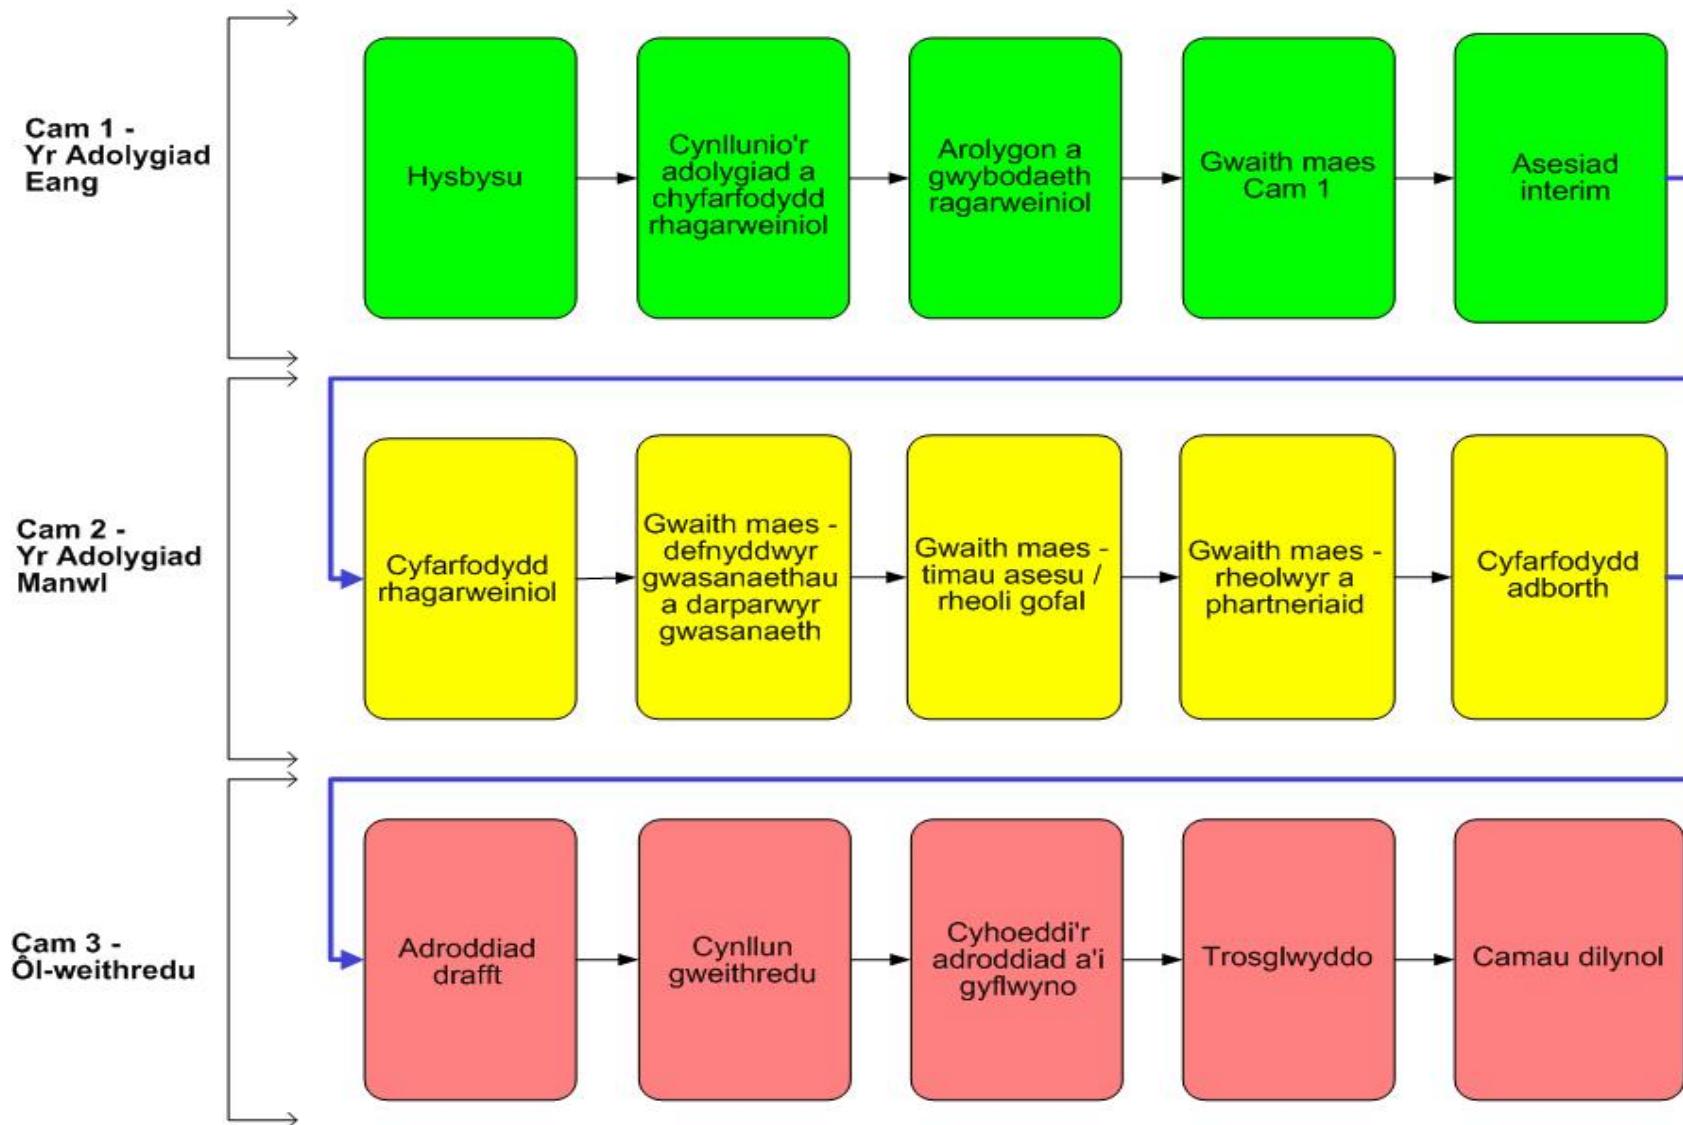 Cam 1 -
Yr Adolygiad
Eang
Hysbysu
Cynllunio'r
adolygiad a
chyfarfodydd
rhagarweiniol
Arolygon a
gwybodaeth
ragarweiniol
Gwaith maes
Cam 1
Asesiad
interim
Cam 2 -
Yr Adolygiad
Manwl
Cyfarfodydd
rhagarweiniol
Gwaith maes -
defnyddwyr
gwasanaethau
a darparwyr
gwasanaeth
Gwaith maes -
timau asesu /
rheoli gofal
Gwaith maes -
rheolwyr a
phartneriaid
Cyfarfodydd
adborth
Cam 3 -
Ôl-weithredu
Adroddiad
drafft
Cynllun
gweithredu
Cyhoeddi'r
adroddiad a'i
gyflwyno
Trosglwyddo
Camau dilynol